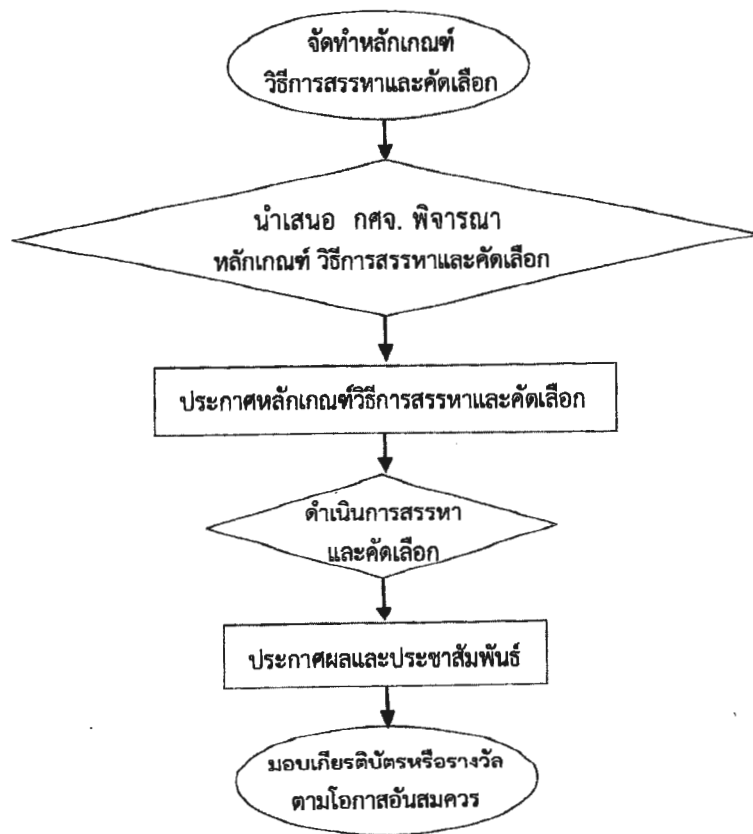 จัดทำหลักเกณฑ์
วิธีการสรรหาและคัดเลือก
นำเสนอ กศจ. พิจารณา
หลักเกณฑ์ วิธีการสรรหาและคัดเลือก
ประกาศหลักเกณฑ์วิธีการสรรหาและคัดเลือก
ดำเนินการสรรหา
และคัดเลือก
ประกาศผลและประชาสัมพันธ์
มอบเกียรติบัตรหรือรางวัล
ตามโอกาสอันสมควร